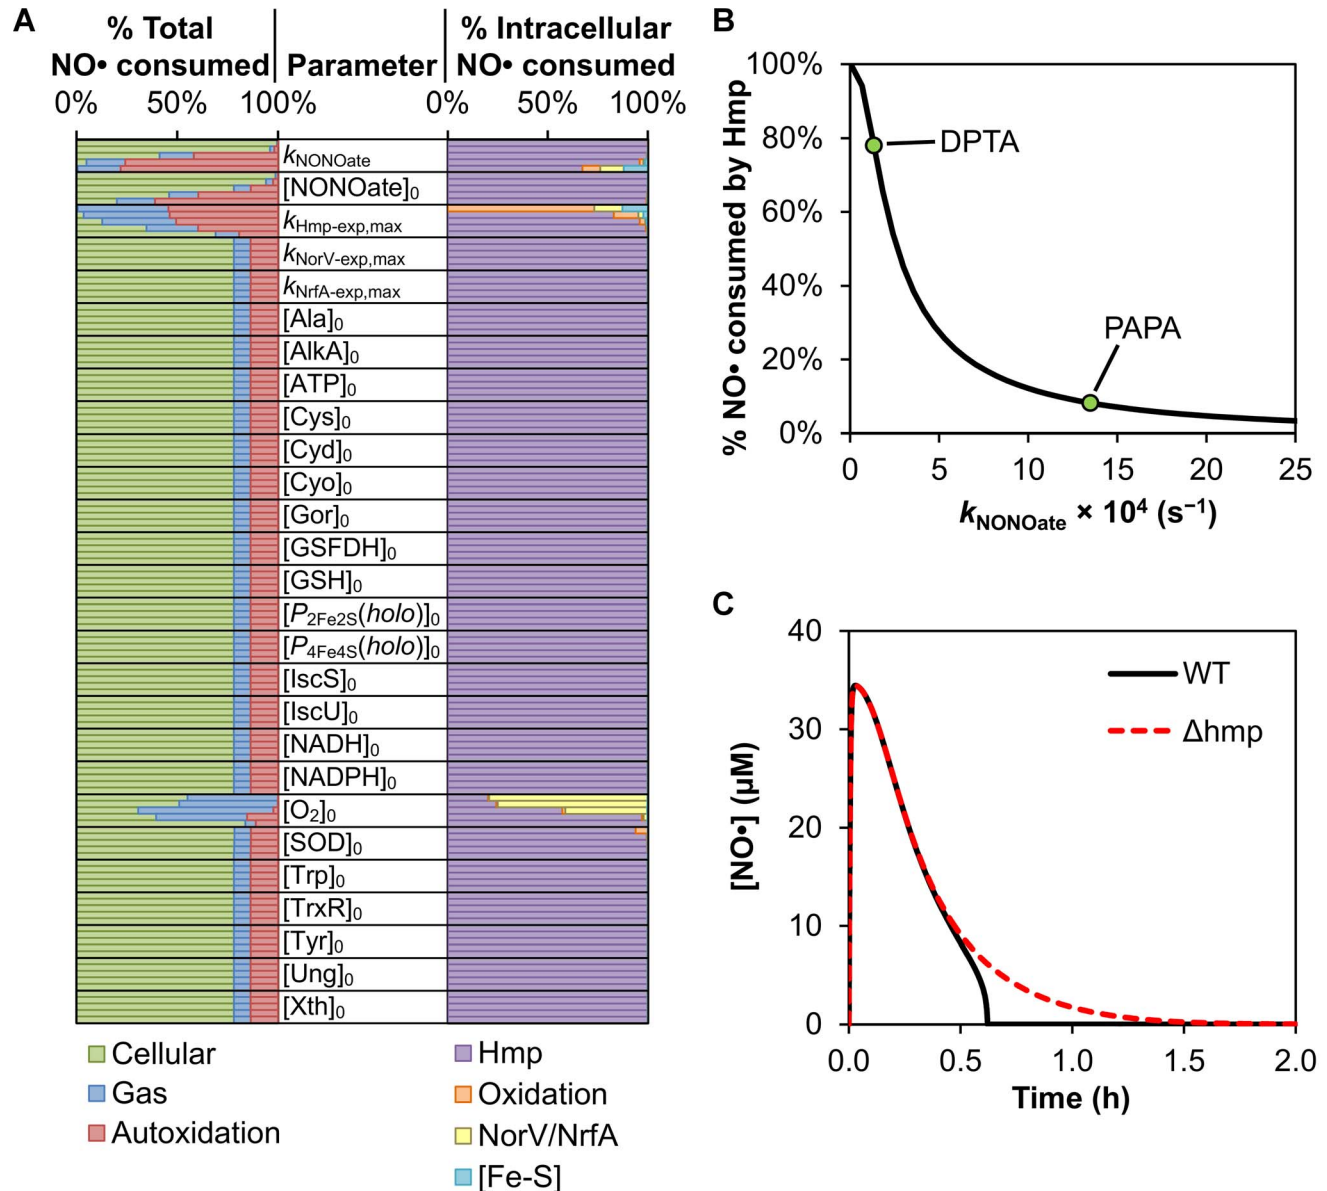 A
% Total
NO• consumed
Parameter
% Intracellular
NO• consumed
0% 50% 100%
0% 50% 100%
kNONOate
[NONOate]0
kHmp-exp,max
kNorV-exp,max
kNrfA-exp,max
[Ala]0
[AlkA]0
[ATP]0
[Cys]0
[Cyd]0
[Cyo]0
[Gor]0
[GSFDH]0
[GSH]0
[P2Fe2S(holo)]0
[P4Fe4S(holo)]0
[IscS]0
[IscU]0
[NADH]0
[NADPH]0
[O2]0
[SOD]0
[Trp]0
[TrxR]0
[Tyr]0
[Ung]0
[Xth]0
Cellular
Gas
Autoxidation
Hmp
Oxidation
NorV/NrfA
[Fe-S]
B
% NO• consumed by Hmp
100%
80%
60%
40%
20%
0%
DPTA
PAPA
0 5 10 15 20 25
kNONOate × 10⁴ (s⁻¹)
C
[NO•] (µM)
40
30
20
10
0
WT
Δhmp
0.0 0.5 1.0 1.5 2.0
Time (h)